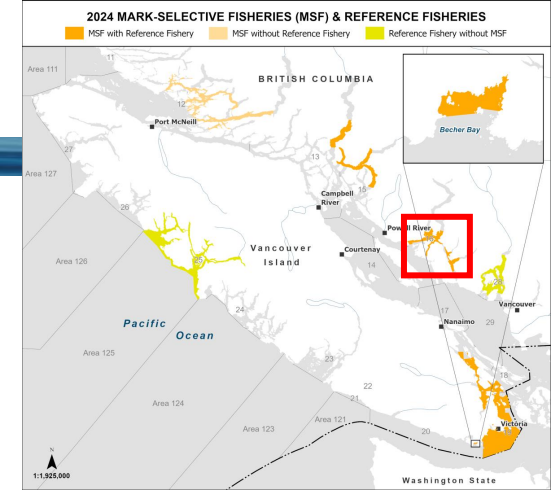 2024 MARK-SELECTIVE FISHERIES (MSF) & REFERENCE FISHERIES
MSF with Reference Fishery
MSF without Reference Fishery
Reference Fishery without MSF
Area 111
11
BRITISH COLUMBIA
12
Port McNeill
Becher Bay
27
13
Area 127
15
Campbell
River
26
Powell River
16
Vancouver
Island
Courtenay
14
Area 126
25
28
Vancouver
24
17
Nanaimo
29
Pacific
Ocean
Area 125
23
18
22
21
Area 124
Area 123
Area 121
20
Victoria
N
1:1,925,000
Washington State